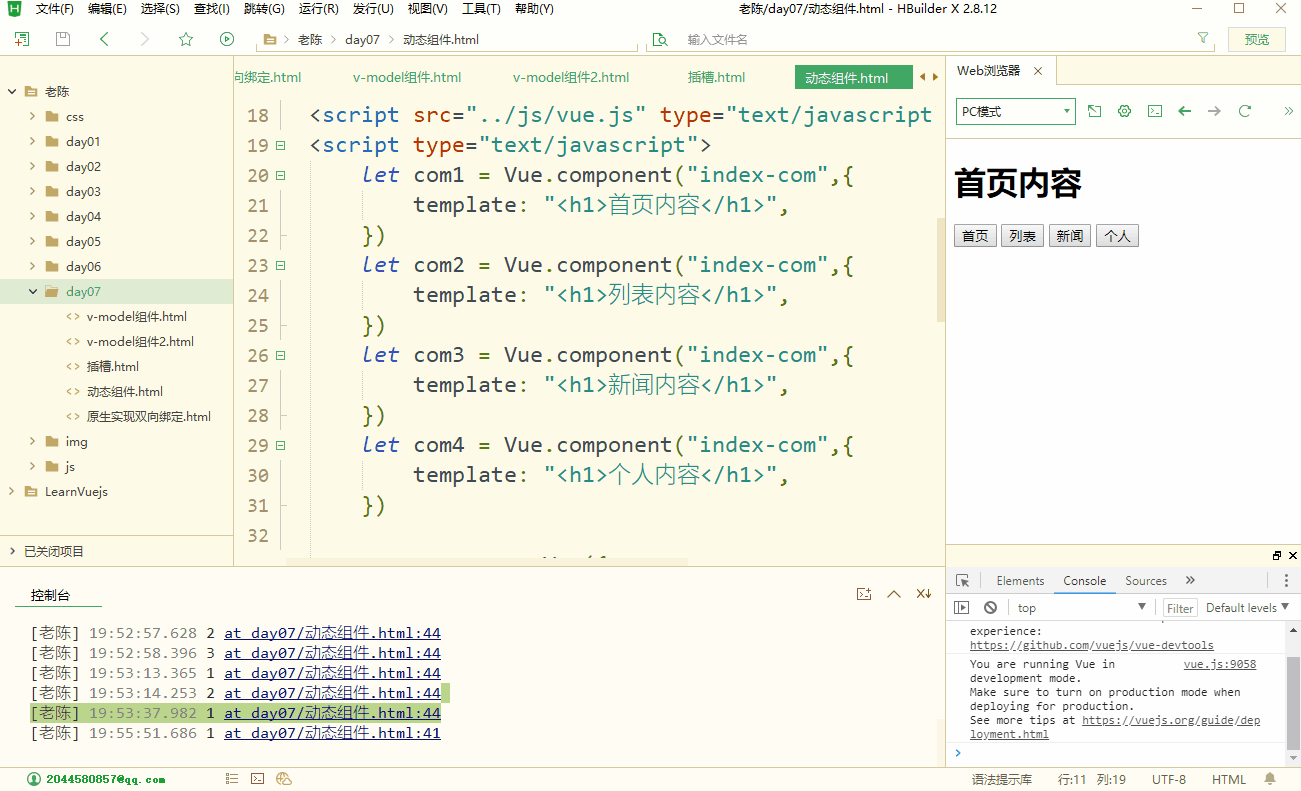 文件(F) 编辑(E) 选择(S) 查找(I) 跳转(G) 运行(R) 发行(U) 视图(V) 工具(T) 帮助(Y) 老陈/day07/动态组件.html - HBuilder X 2.8.12
老陈 day07 动态组件.html 输入文件名 预览
老陈
css
day01
day02
day03
day04
day05
day06
day07
v-model组件.html
v-model组件2.html
插槽.html
动态组件.html
原生实现双向绑定.html
img
js
LearnVuejs
已关闭项目
向绑定.html v-model组件.html v-model组件2.html 插槽.html 动态组件.html
18 <script src="../js/vue.js" type="text/javascript
19 <script type="text/javascript">
20 let com1 = Vue.component("index-com",{
21 template: "<h1>首页内容</h1>",
22 })
23 let com2 = Vue.component("index-com",{
24 template: "<h1>列表内容</h1>",
25 })
26 let com3 = Vue.component("index-com",{
27 template: "<h1>新闻内容</h1>",
28 })
29 let com4 = Vue.component("index-com",{
30 template: "<h1>个人内容</h1>",
31 })
32
Web浏览器
PC模式
首页内容
首页 列表 新闻 个人
控制台
[老陈] 19:52:57.628 2 at day07/动态组件.html:44
[老陈] 19:52:58.396 3 at day07/动态组件.html:44
[老陈] 19:53:13.365 1 at day07/动态组件.html:44
[老陈] 19:53:14.253 2 at day07/动态组件.html:44
[老陈] 19:53:37.982 1 at day07/动态组件.html:44
[老陈] 19:55:51.686 1 at day07/动态组件.html:41
Elements Console Sources
top Filter Default levels
experience:
https://github.com/vuejs/vue-devtools
You are running Vue in vue.js:9058
development mode.
Make sure to turn on production mode when
deploying for production.
See more tips at https://vuejs.org/guide/dep
loyment.html
2044580857@qq.com 语法提示库 行:11 列:19 UTF-8 HTML